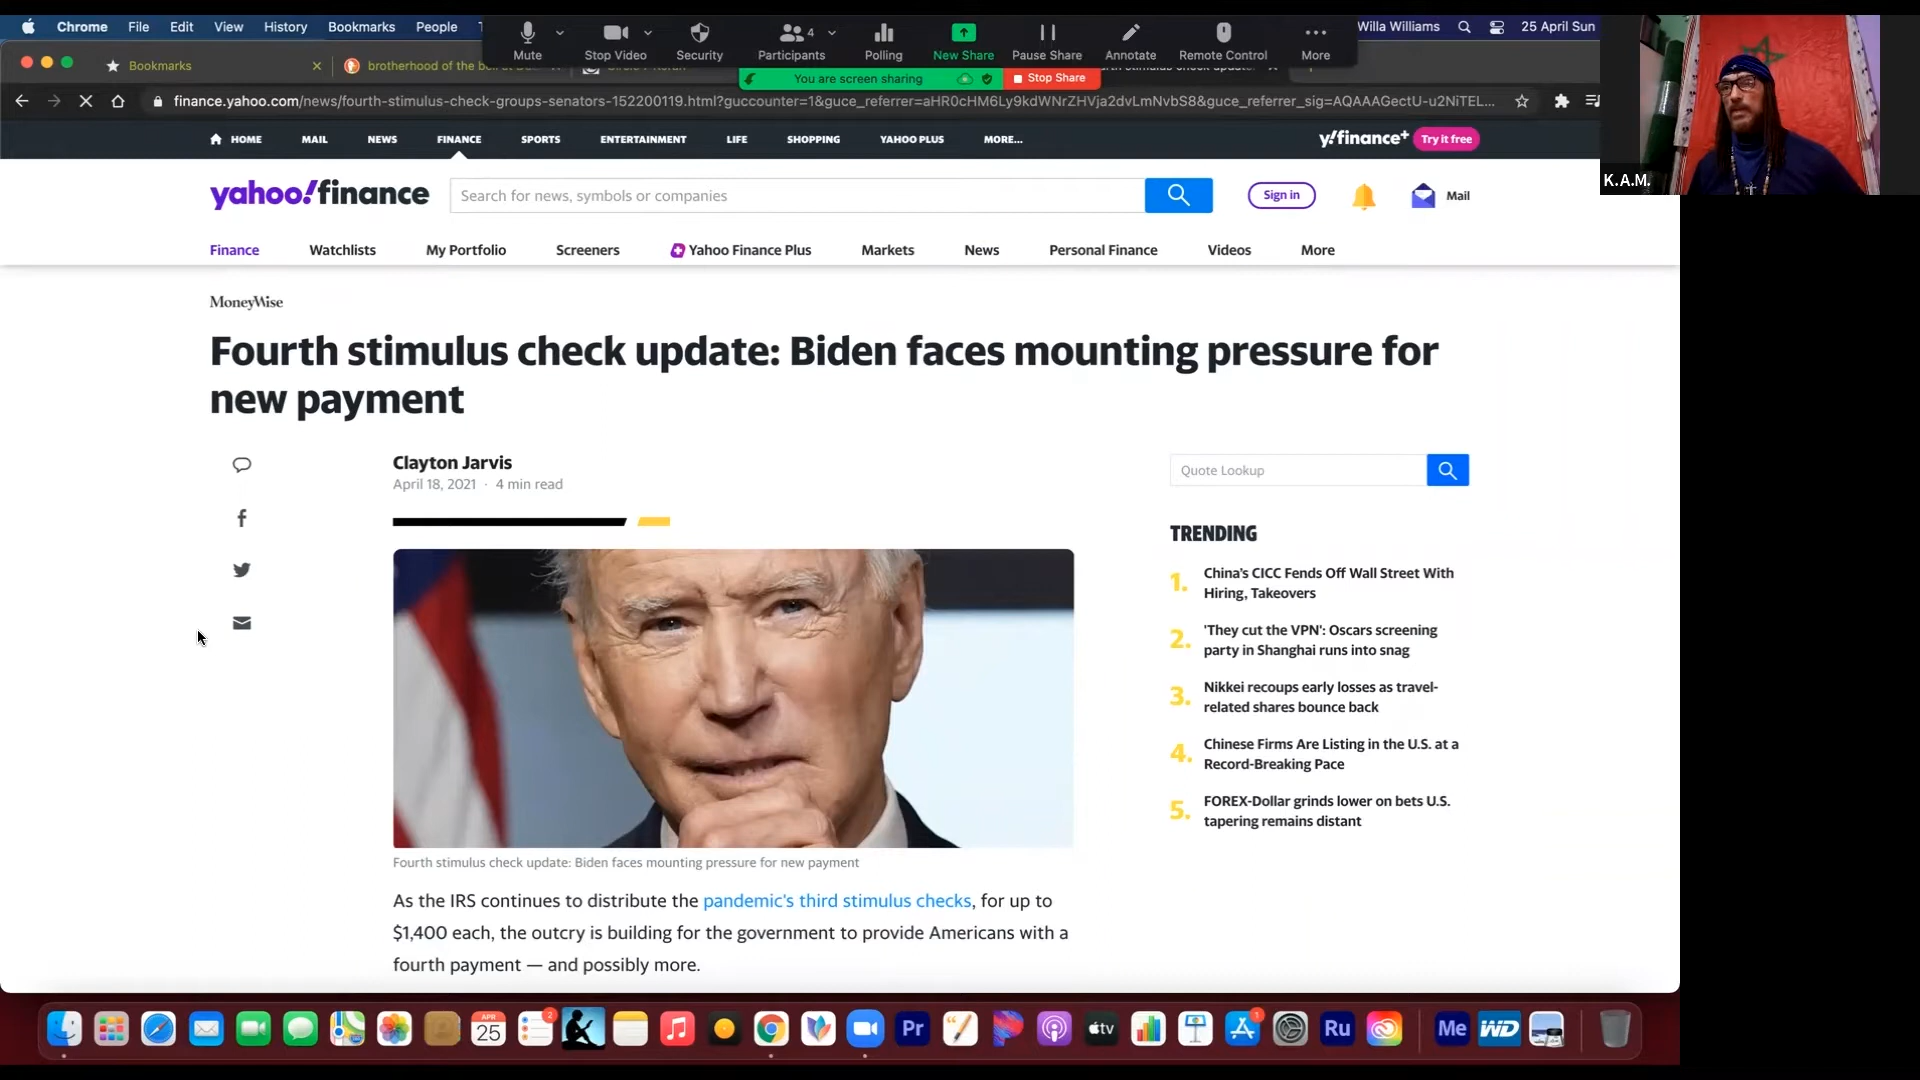 Chrome File Edit View History Bookmarks People
Mute Stop Video Security Participants 4 Polling New Share Pause Share Annotate Remote Control More
Willa Williams 25 April Sun
You are screen sharing Stop Share
Bookmarks
brotherhood of the
finance.yahoo.com/news/fourth-stimulus-check-groups-senators-152200119.html?guccounter=1&guce_referrer=aHR0cHM6Ly9kdWNrZHVja2dvLmNvbS8&guce_referrer_sig=AQAAAGectU-u2NiTEL...
K.A.M.
HOME MAIL NEWS FINANCE SPORTS ENTERTAINMENT LIFE SHOPPING YAHOO PLUS MORE...
y!finance+ Try it free
yahoo!finance
Search for news, symbols or companies
Sign in
Mail
Finance Watchlists My Portfolio Screeners Yahoo Finance Plus Markets News Personal Finance Videos More
MoneyWise
Fourth stimulus check update: Biden faces mounting pressure for
new payment
Clayton Jarvis
April 18, 2021 · 4 min read
Fourth stimulus check update: Biden faces mounting pressure for new payment
As the IRS continues to distribute the pandemic's third stimulus checks, for up to
$1,400 each, the outcry is building for the government to provide Americans with a
fourth payment — and possibly more.
Quote Lookup
TRENDING
1. China's CICC Fends Off Wall Street With
Hiring, Takeovers
2. 'They cut the VPN': Oscars screening
party in Shanghai runs into snag
3. Nikkei recoups early losses as travel-
related shares bounce back
4. Chinese Firms Are Listing in the U.S. at a
Record-Breaking Pace
5. FOREX-Dollar grinds lower on bets U.S.
tapering remains distant
APR
25
2
Pr
tv
1
Ru
Me
WD